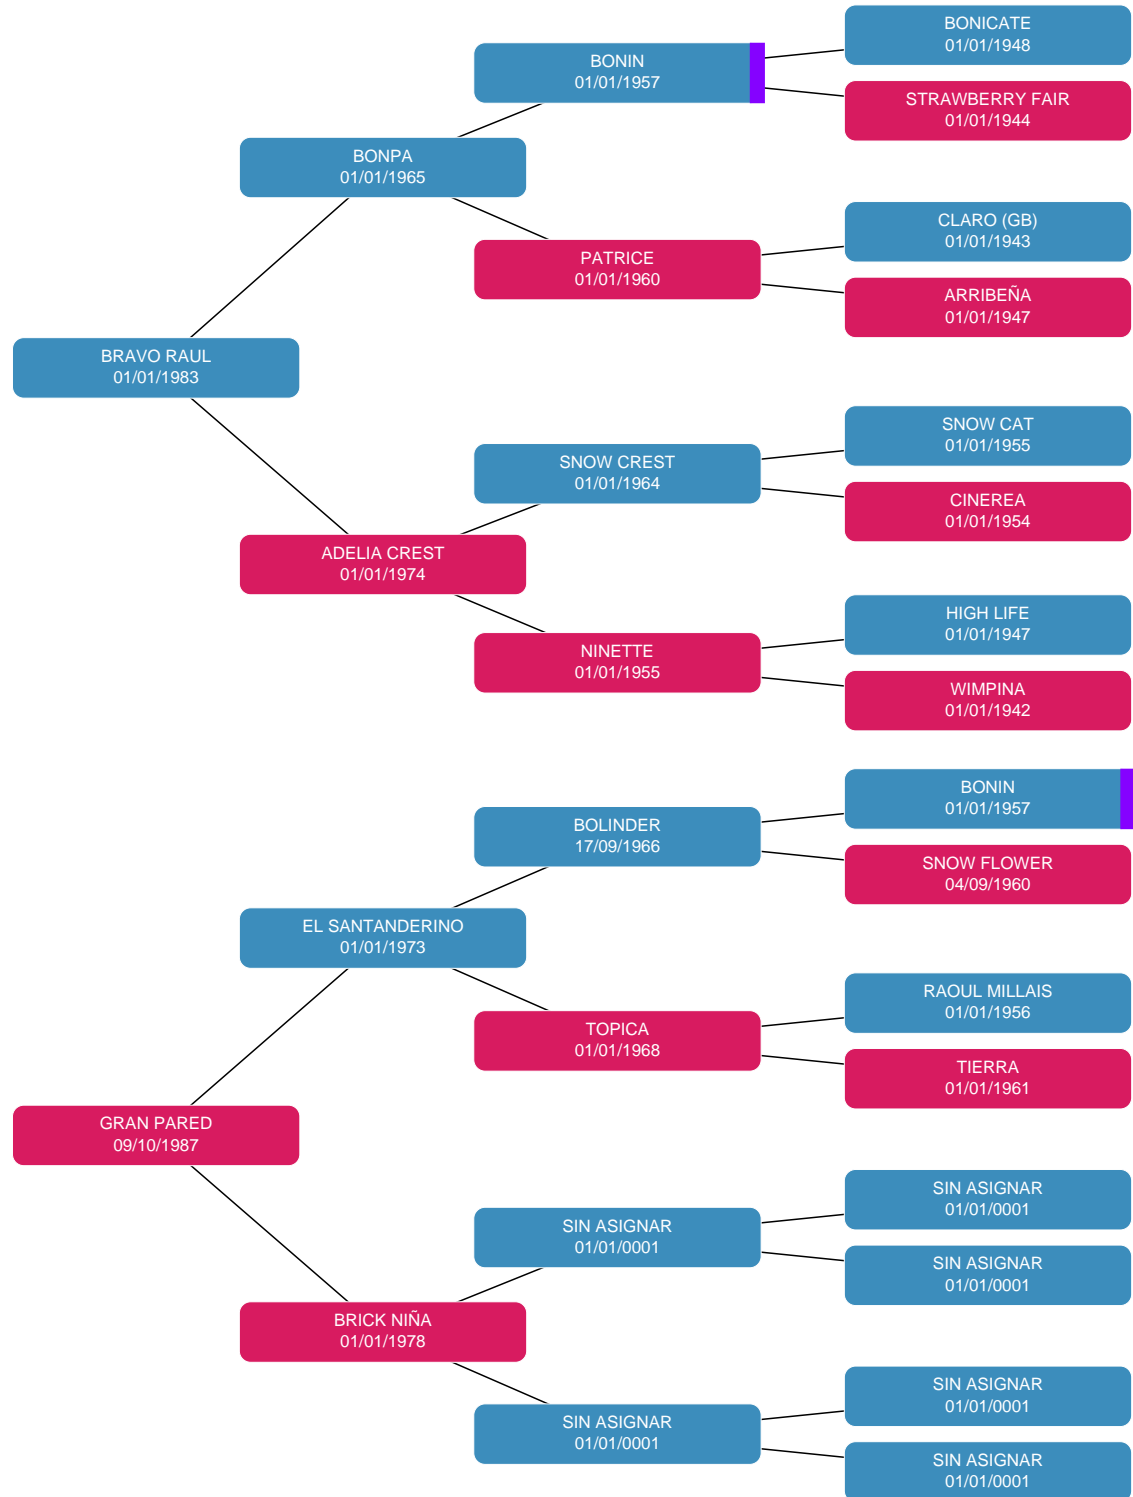 BONICATE
01/01/1948
BONIN
01/01/1957
STRAWBERRY FAIR
01/01/1944
BONPA
01/01/1965
CLARO (GB)
01/01/1943
PATRICE
01/01/1960
ARRIBEÑA
01/01/1947
BRAVO RAUL
01/01/1983
SNOW CAT
01/01/1955
SNOW CREST
01/01/1964
CINEREA
01/01/1954
ADELIA CREST
01/01/1974
HIGH LIFE
01/01/1947
NINETTE
01/01/1955
WIMPINA
01/01/1942
BONIN
01/01/1957
BOLINDER
17/09/1966
SNOW FLOWER
04/09/1960
EL SANTANDERINO
01/01/1973
RAOUL MILLAIS
01/01/1956
TOPICA
01/01/1968
TIERRA
01/01/1961
GRAN PARED
09/10/1987
SIN ASIGNAR
01/01/0001
SIN ASIGNAR
01/01/0001
SIN ASIGNAR
01/01/0001
BRICK NIÑA
01/01/1978
SIN ASIGNAR
01/01/0001
SIN ASIGNAR
01/01/0001
SIN ASIGNAR
01/01/0001